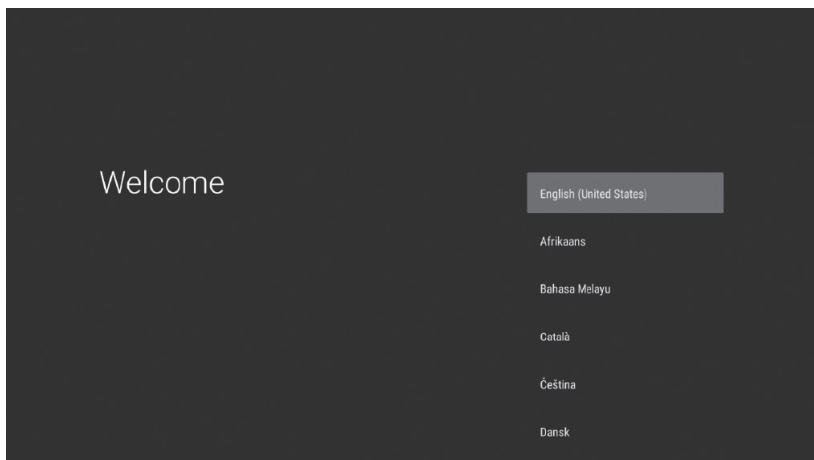 Welcome
English (United States)
Afrikaans
Bahasa Melayu
Català
Čeština
Dansk